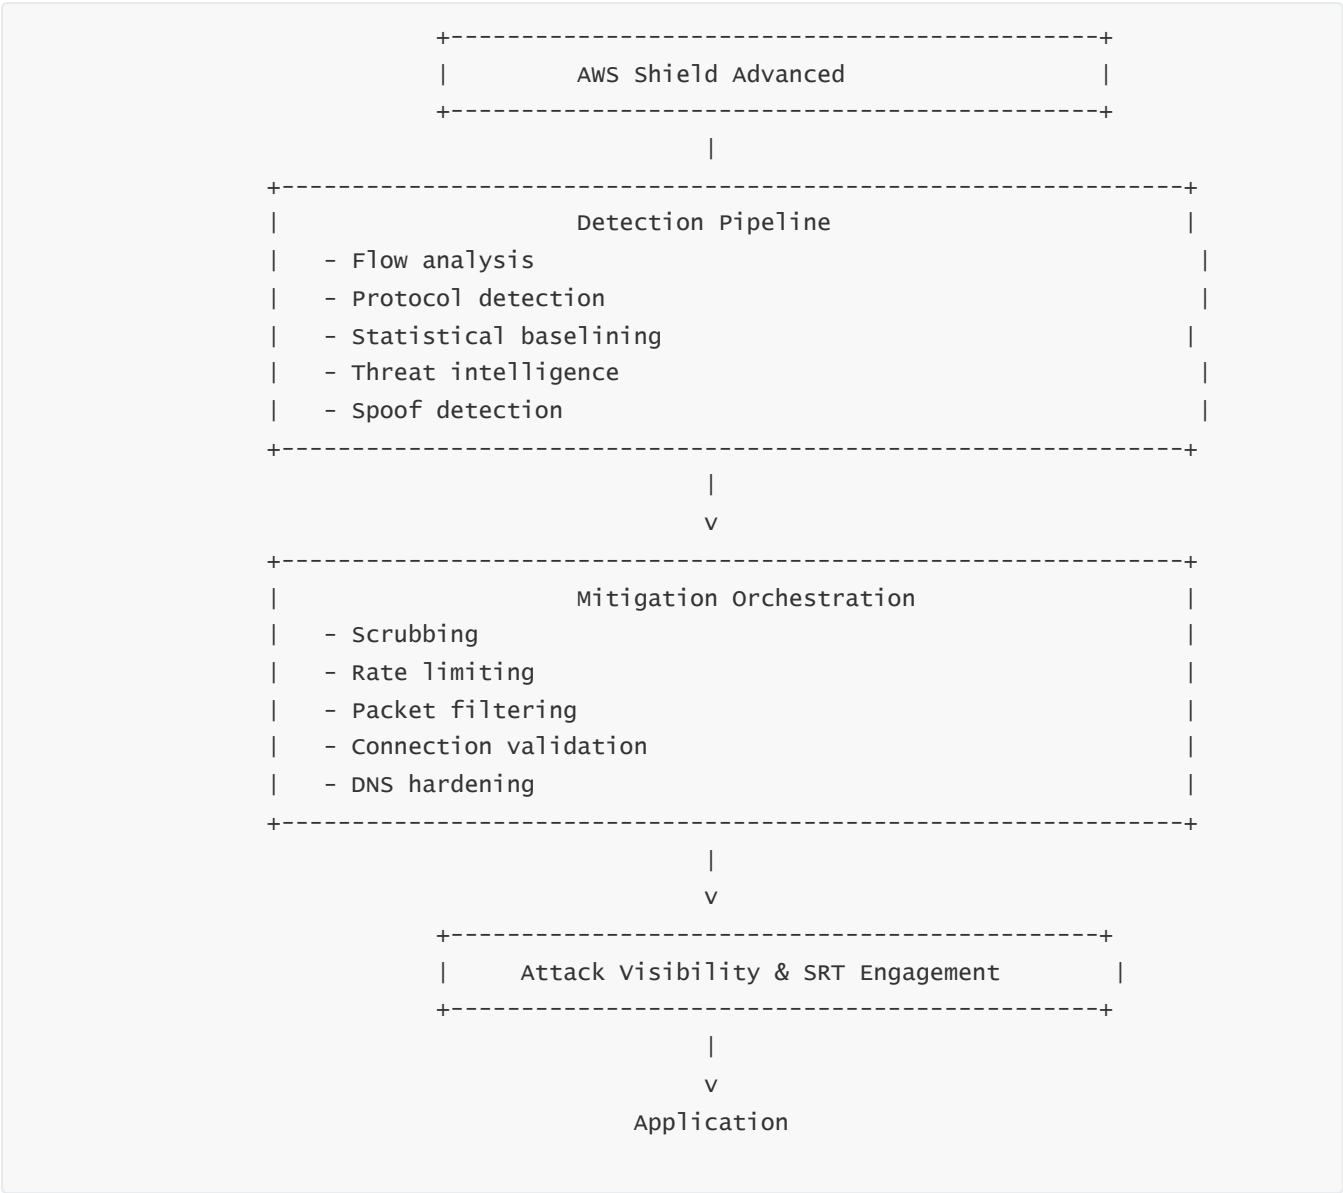 +----------------------------------------------+
|         AWS Shield Advanced                  |
+----------------------------------------------+
|
+----------------------------------------------------------------+
|                     Detection Pipeline                         |
|   - Flow analysis                                               |
|   - Protocol detection                                          |
|   - Statistical baselining                                     |
|   - Threat intelligence                                         |
|   - Spoof detection                                             |
+----------------------------------------------------------------+
|
v
+----------------------------------------------------------------+
|                     Mitigation Orchestration                   |
|   - Scrubbing                                                  |
|   - Rate limiting                                              |
|   - Packet filtering                                           |
|   - Connection validation                                      |
|   - DNS hardening                                              |
+----------------------------------------------------------------+
|
v
+----------------------------------------------+
|     Attack Visibility & SRT Engagement        |
+----------------------------------------------+
|
v
Application